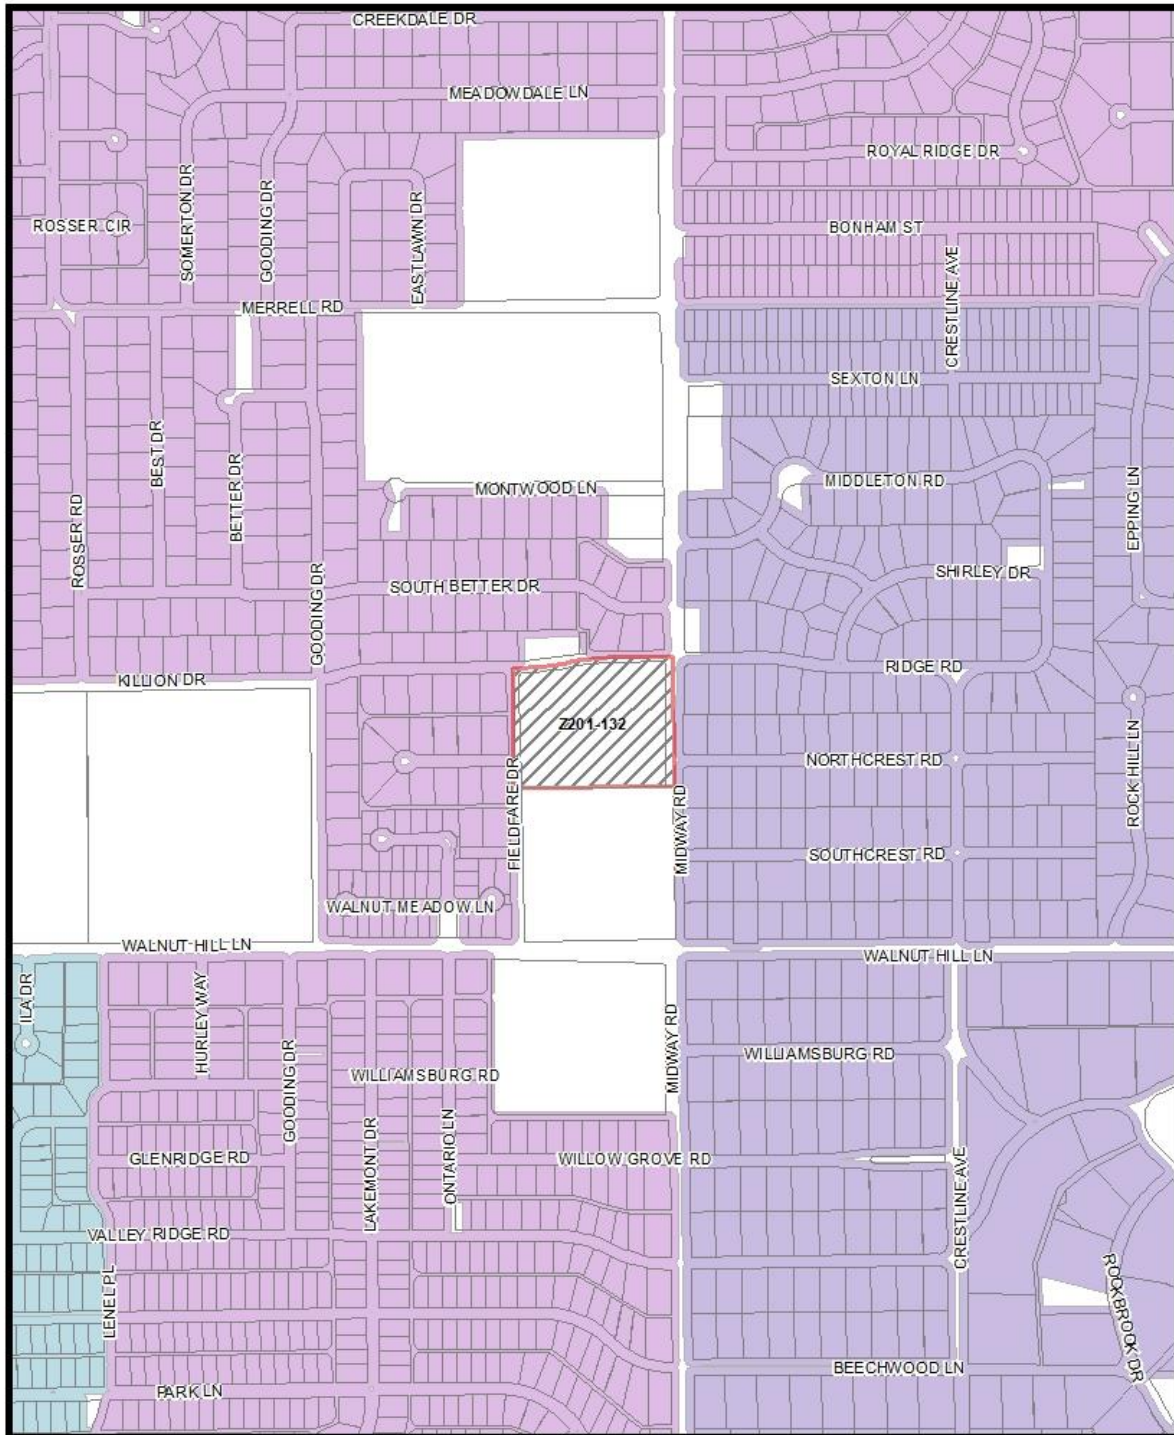 CREEKDALE DR
MEADOWDALE LN
ROYAL RIDGE DR
SOMERTON DR
GOODING DR
EASTLAWN DR
ROSSER CIR
BONHAM ST
CRESTLINE AVE
MERRELL RD
SEXTON LN
BEST DR
BETTER DR
MONTWOOD LN
MIDDLETON RD
EPPING LN
ROSSER RD
SOUTH BETTER DR
SHIRLEY DR
GOODING DR
RIDGE RD
KILLION DR
Z201-132
NORTHCREST RD
ROCK HILL LN
FIELDFARE DR
MIDWAY RD
SOUTHCREST RD
WALNUT MEADOW LN
WALNUT HILL LN
WALNUT HILL LN
ILA DR
HURLEY WAY
GOODING DR
MIDWAY RD
WILLIAMSBURG RD
WILLIAMSBURG RD
LAKEMONT DR
ONTARIO LN
GLENRIDGE RD
WILLOW GROVE RD
CRESTLINE AVE
VALLEY RIDGE RD
LENEL PL
ROCKBROOK DR
BEECHWOOD LN
PARK LN